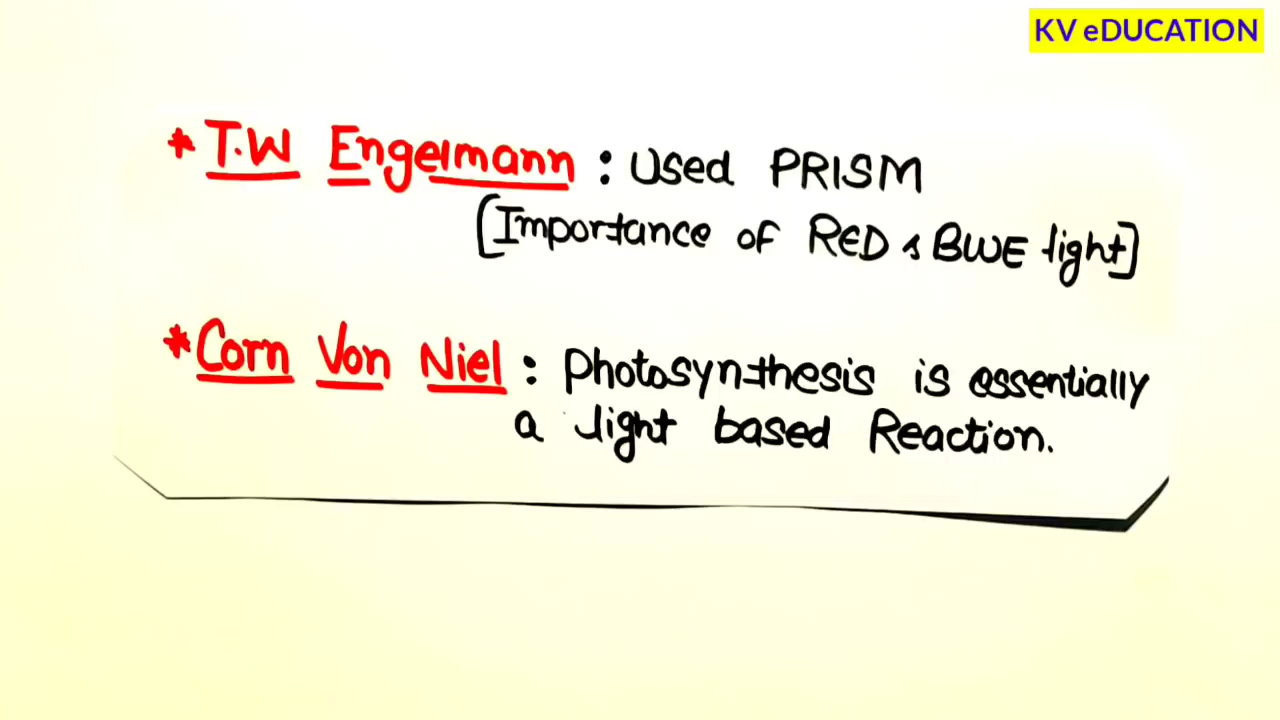 KV eDUCATION
* T.W Engelmann : Used PRISM
[Importance of RED & BLUE light]
* Corn Von Niel : Photosynthesis is essentially
a light based Reaction.